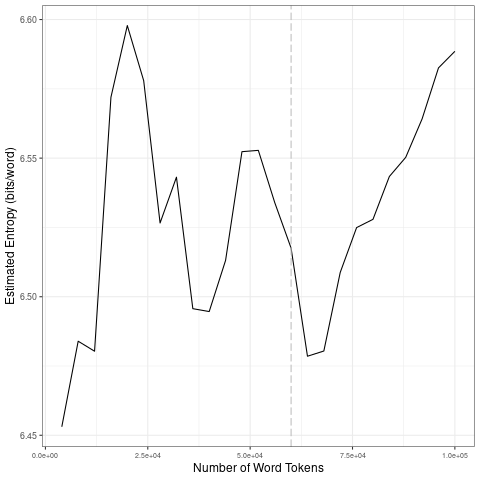 6.60
6.55
6.50
6.45
Estimated Entropy (bits/word)
0.0e+00 2.5e+04 5.0e+04 7.5e+04 1.0e+05
Number of Word Tokens